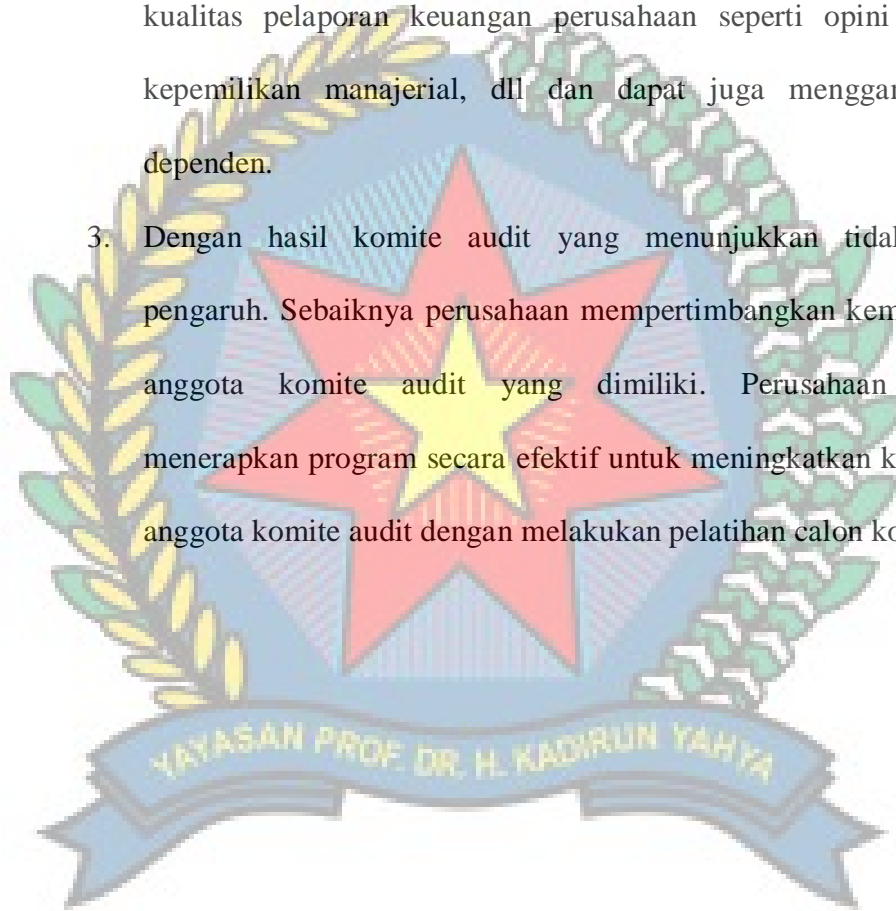 kualitas pelaporan keuangan perusahaan seperti opini
kepemilikan manajerial, dll dan dapat juga menggan
dependen.
3. Dengan hasil komite audit yang menunjukkan tidal
pengaruh. Sebaiknya perusahaan mempertimbangkan kem
anggota komite audit yang dimiliki. Perusahaan
menerapkan program secara efektif untuk meningkatkan k
anggota komite audit dengan melakukan pelatihan calon ko
YAYASAN PROF. DR. H. KADIRUN YAHYA